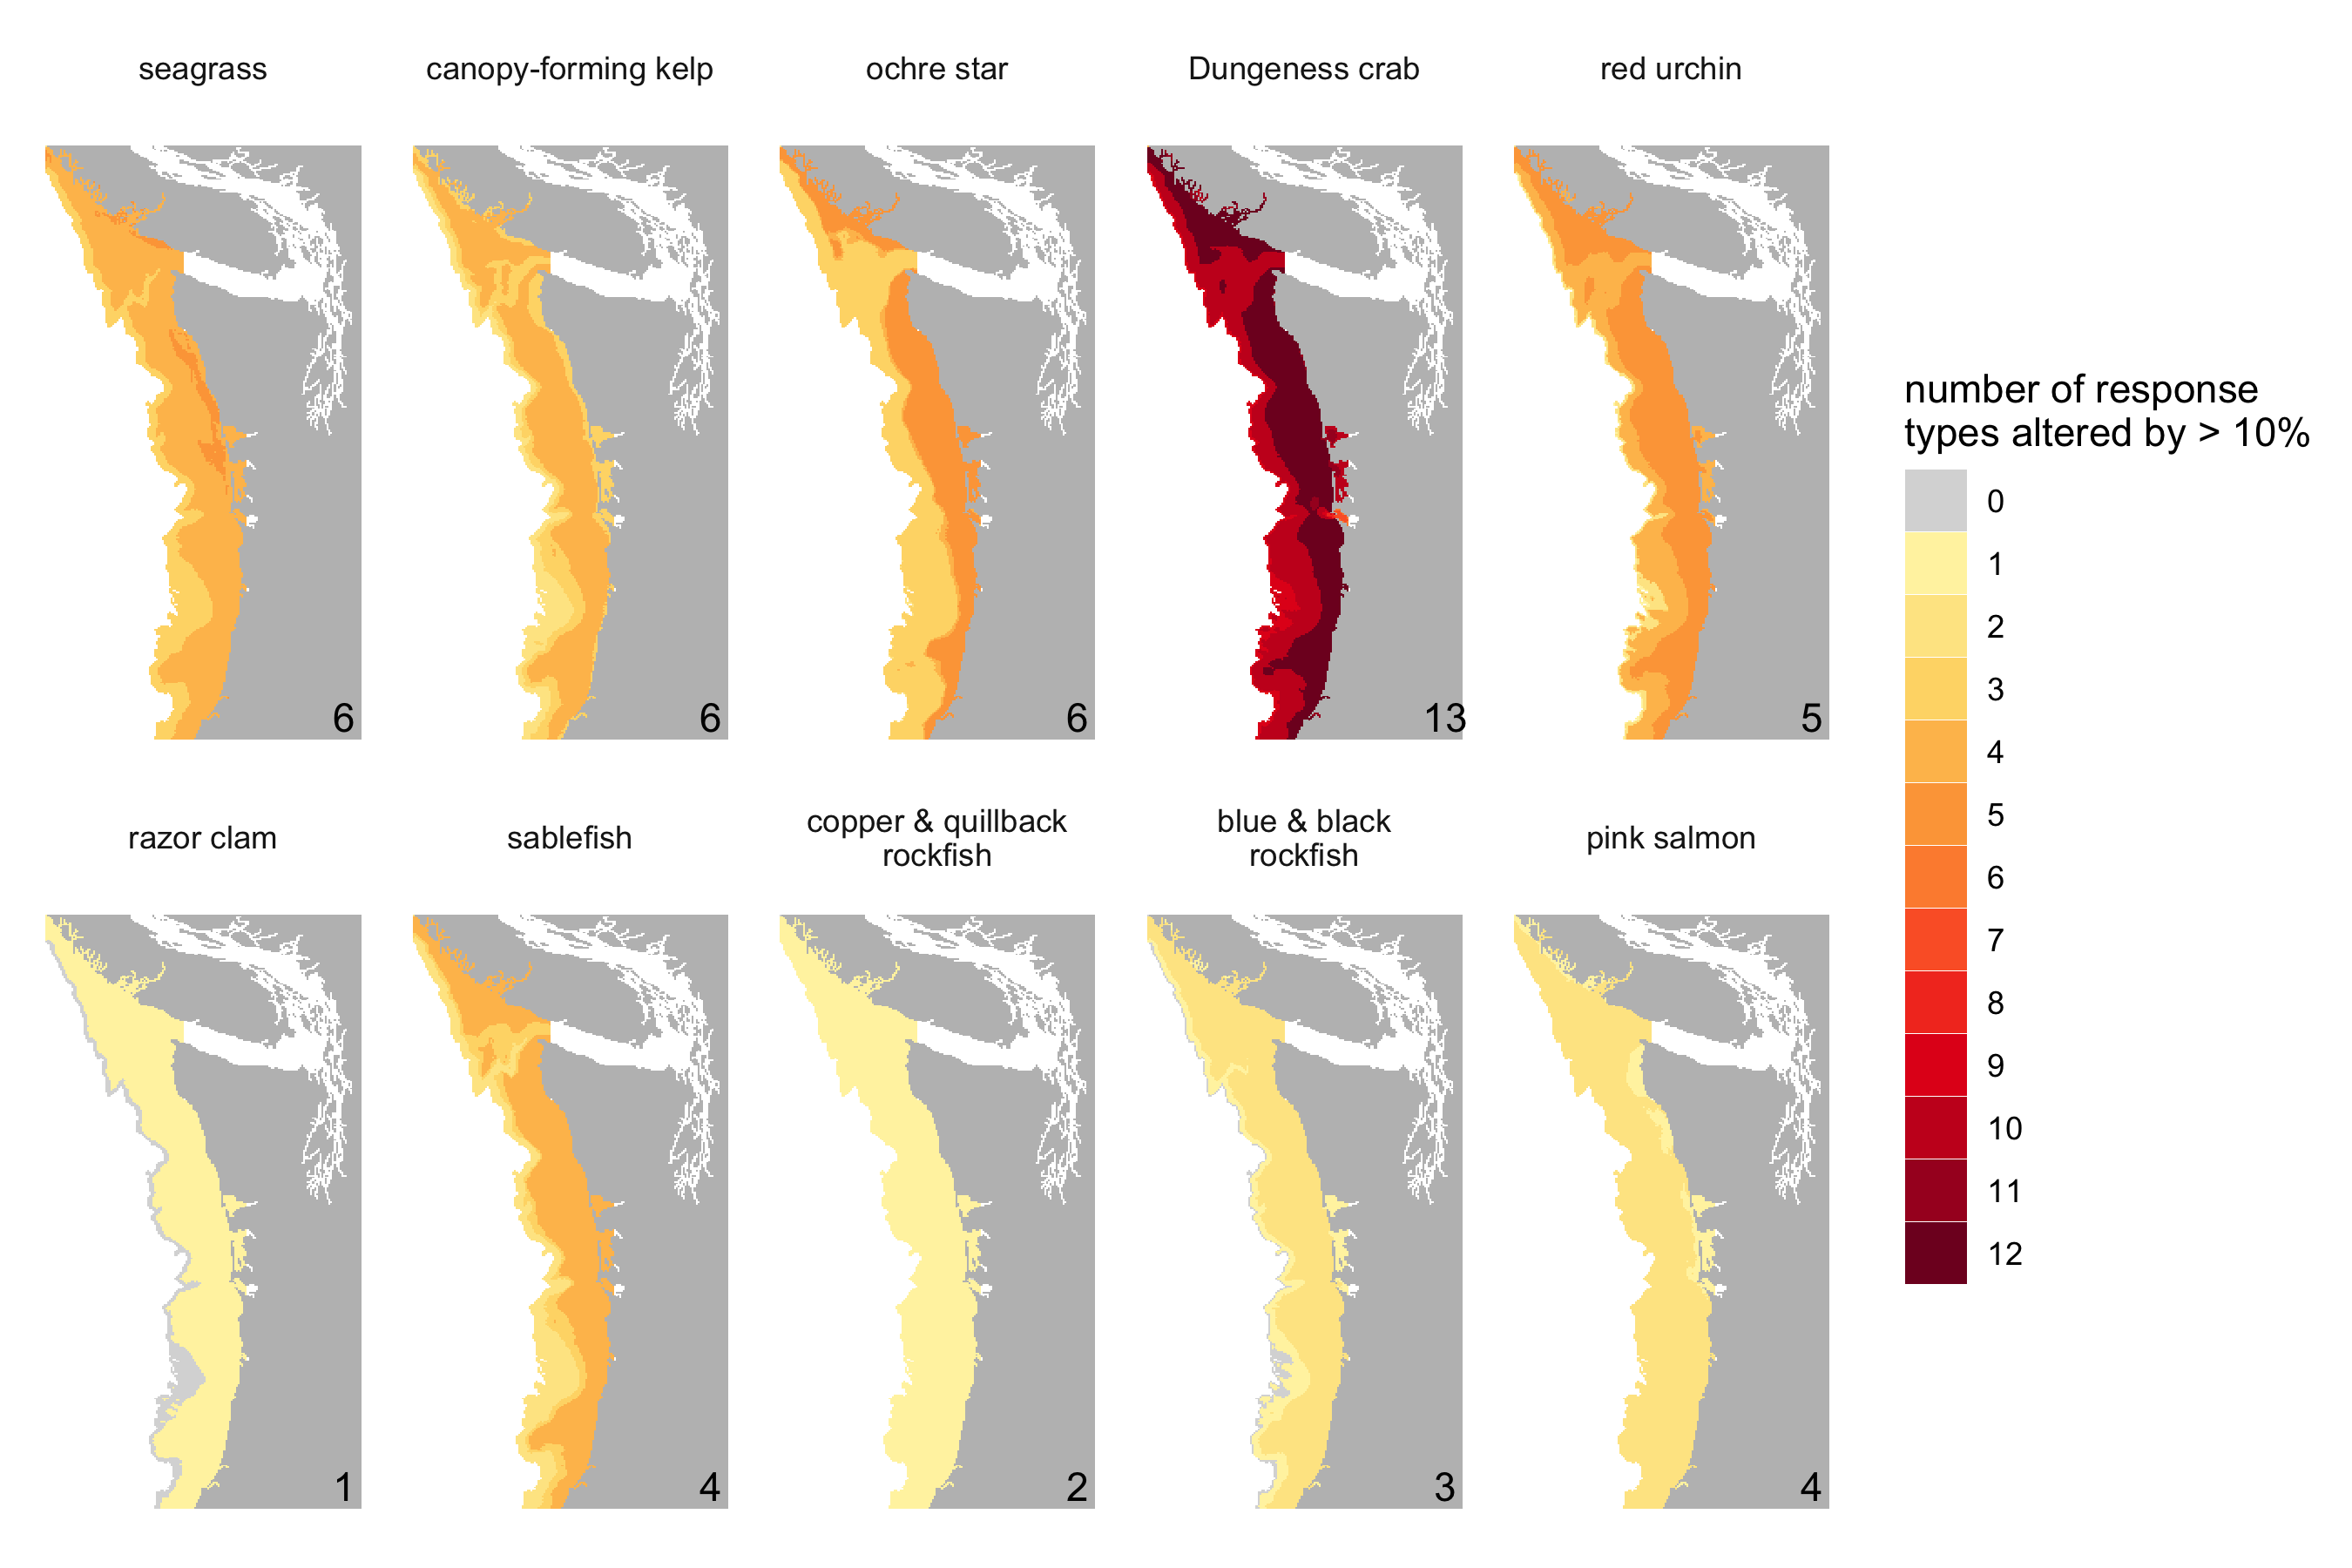 seagrass
canopy-forming kelp
ochre star
Dungeness crab
red urchin
6
6
6
13
5
razor clam
sablefish
copper & quillback
rockfish
blue & black
rockfish
pink salmon
1
4
2
3
4
number of response
types altered by > 10%
0
1
2
3
4
5
6
7
8
9
10
11
12